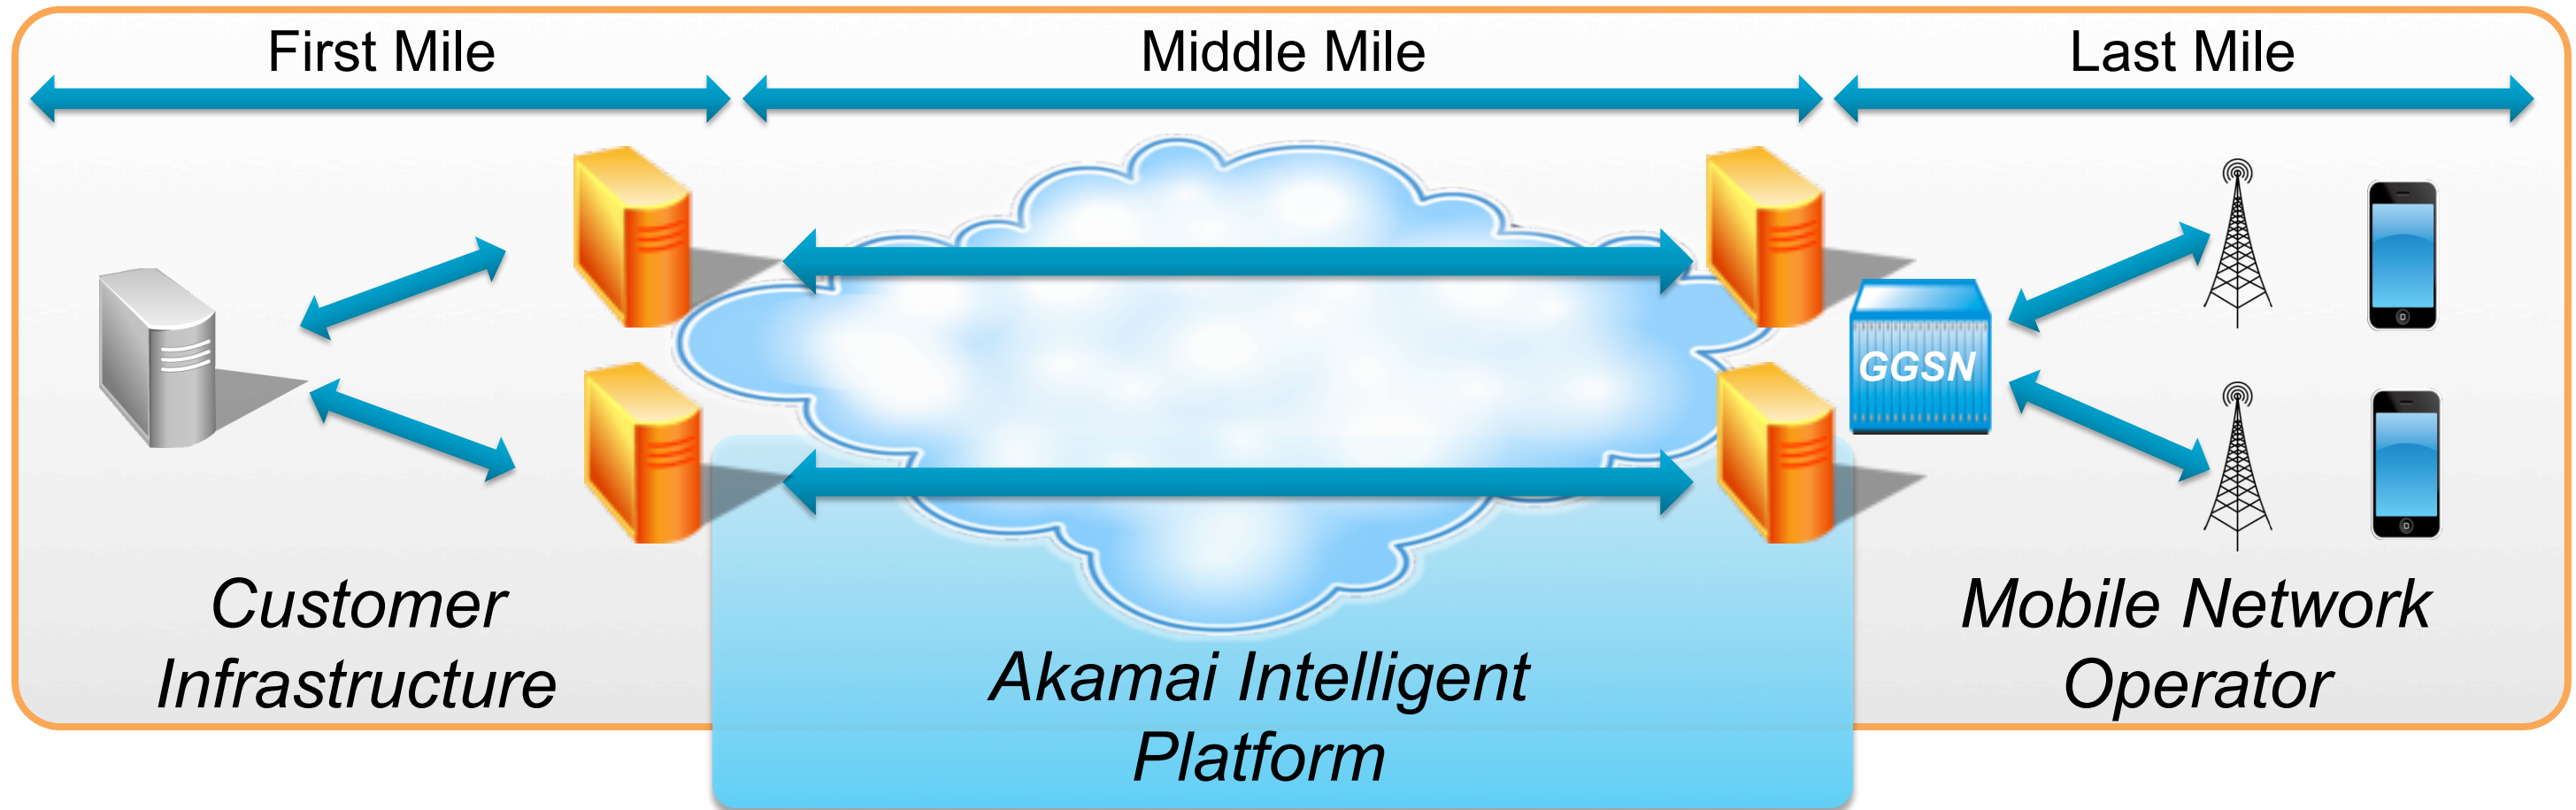 First Mile
Middle Mile
Last Mile
GGSN
Customer
Infrastructure
Akamai Intelligent
Platform
Mobile Network
Operator